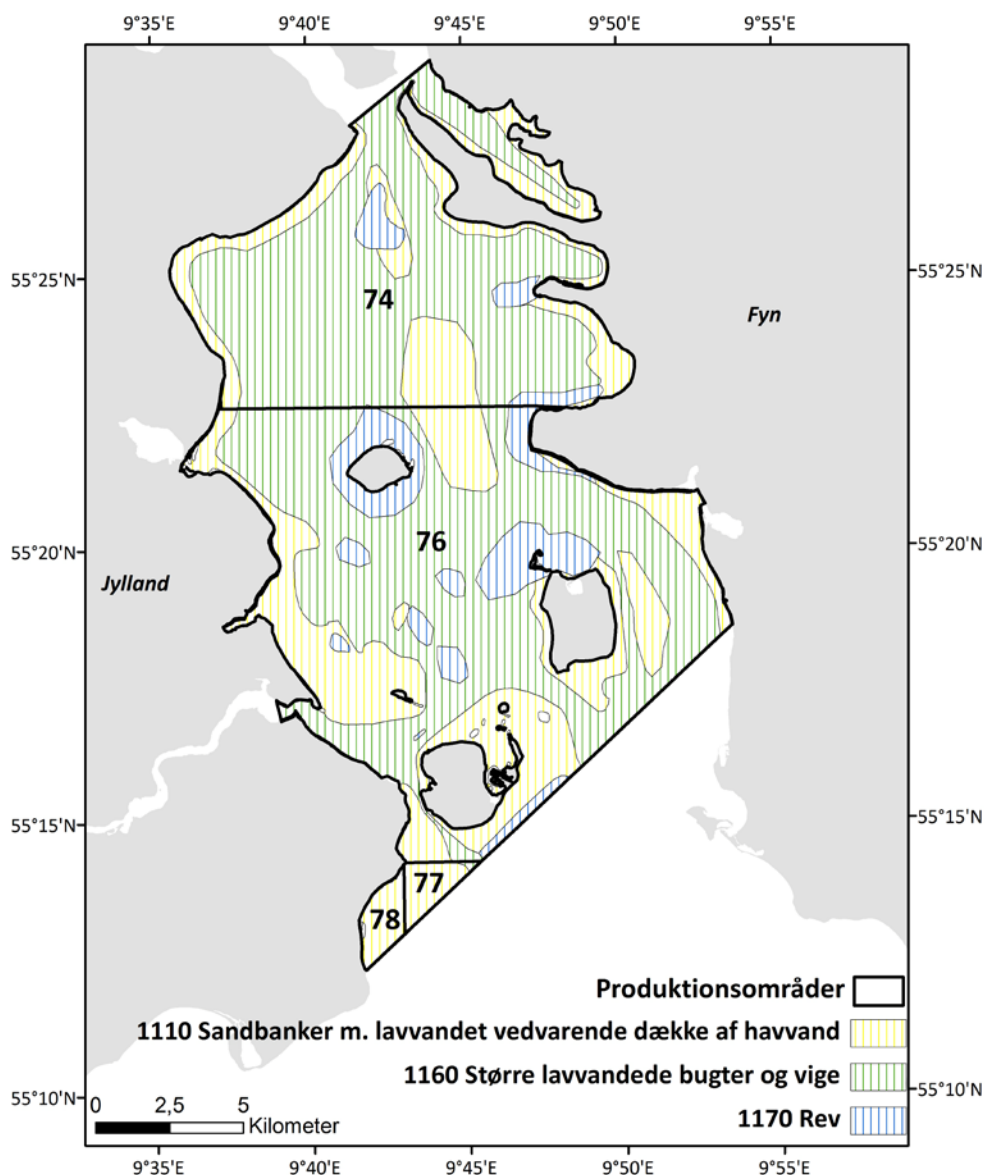 9°35'E 9°40'E 9°45'E 9°50'E 9°55'E
55°25'N 55°25'N
74
Fyn
76
55°20'N 55°20'N
Jylland
55°15'N 55°15'N
77
78
Produktionsområder
1110 Sandbanker m. lavvandet vedvarende dække af havvand
1160 Større lavvandede bugter og vige
55°10'N 55°10'N
1170 Rev
0 2,5 5
Kilometer
9°35'E 9°40'E 9°45'E 9°50'E 9°55'E